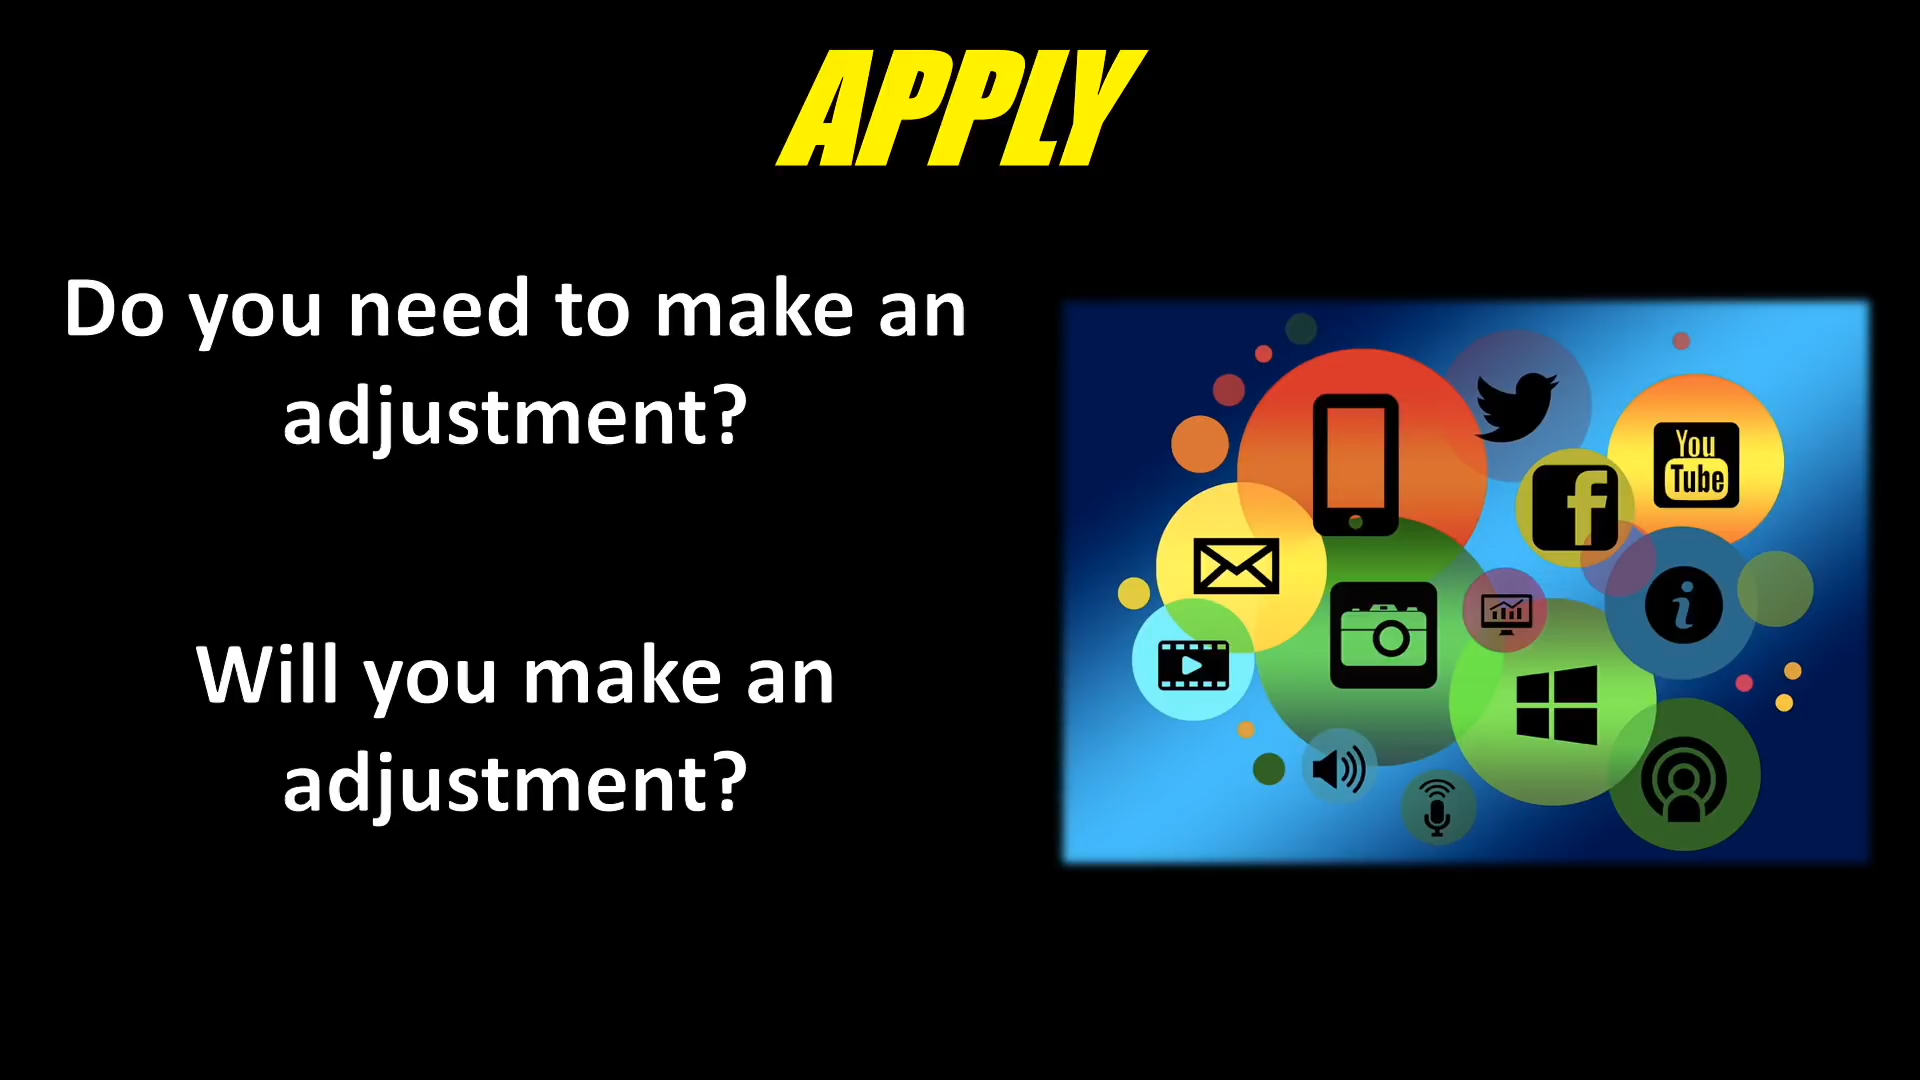 APPLY
Do you need to make an
adjustment?
Will you make an
adjustment?
You
Tube
f
i